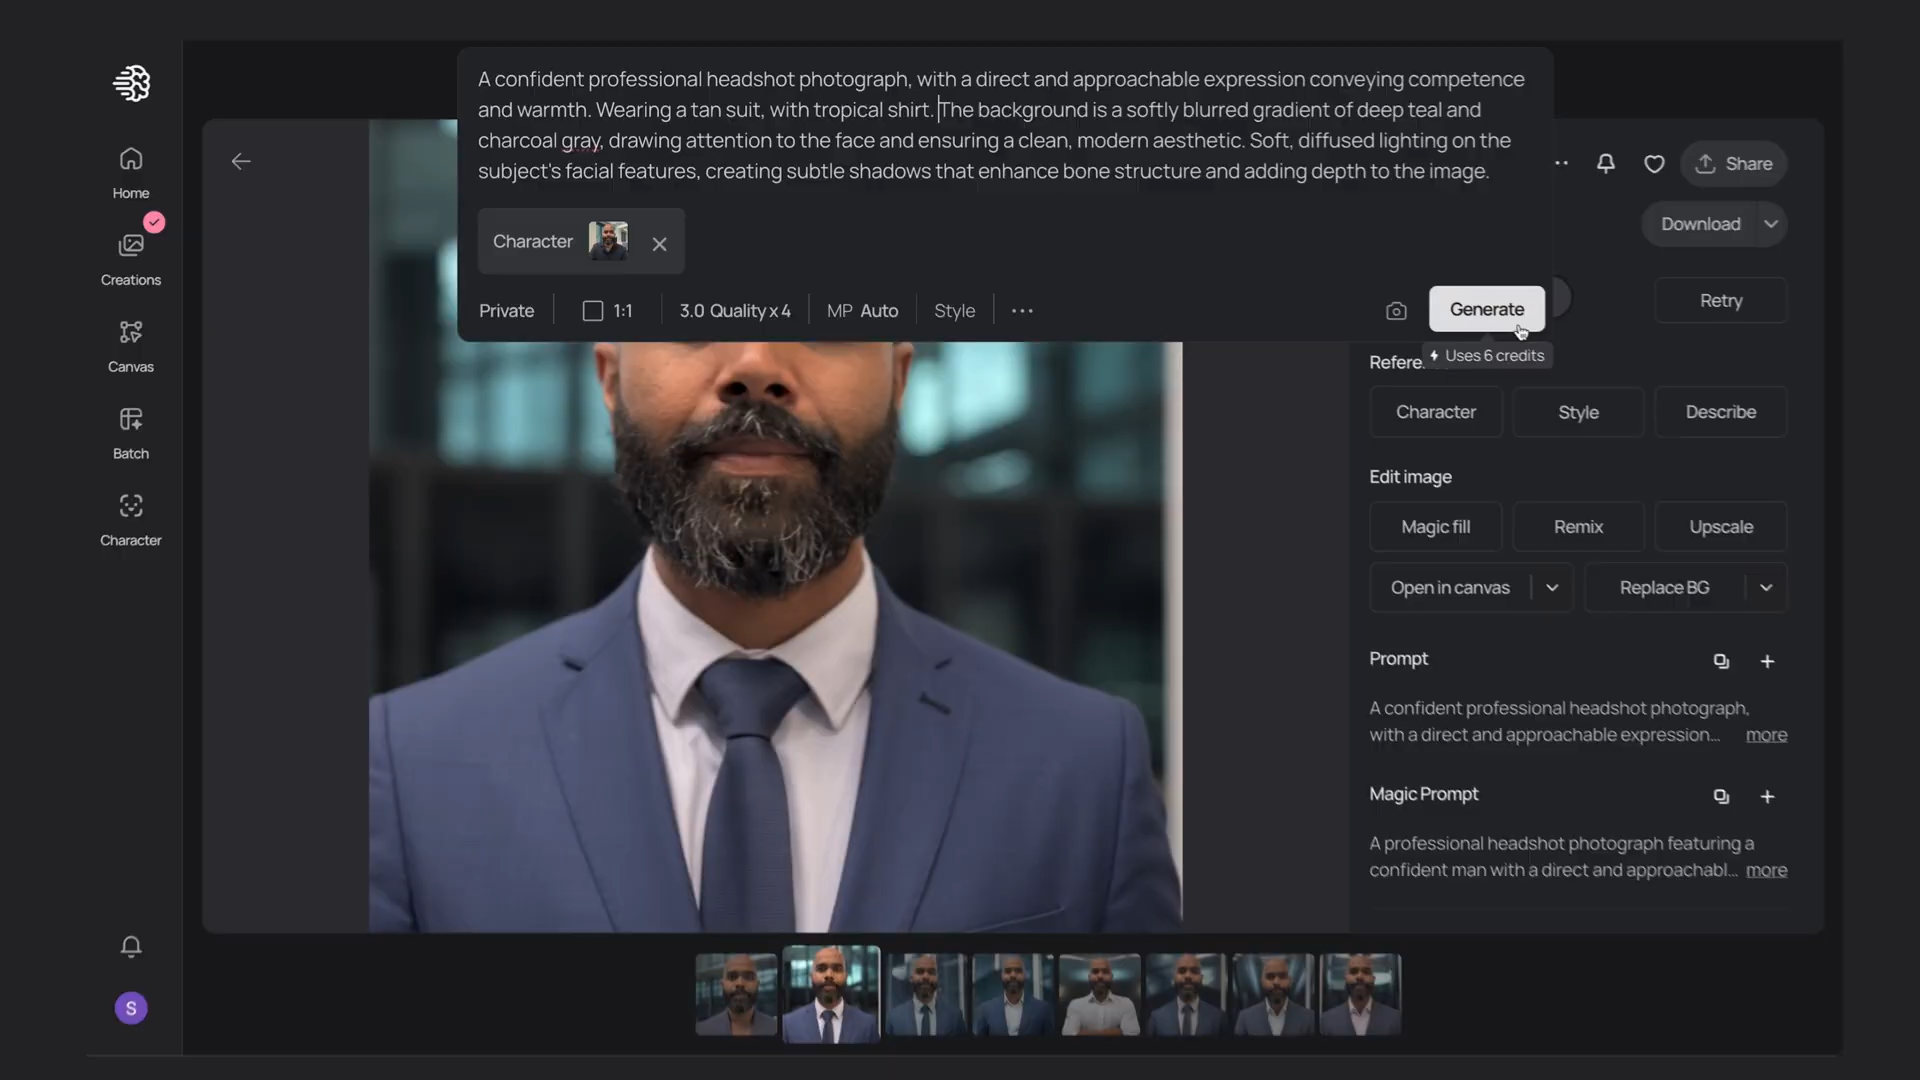 A confident professional headshot photograph, with a direct and approachable expression conveying competence
and warmth. Wearing a tan suit, with tropical shirt. The background is a softly blurred gradient of deep teal and
charcoal gray, drawing attention to the face and ensuring a clean, modern aesthetic. Soft, diffused lighting on the
subject's facial features, creating subtle shadows that enhance bone structure and adding depth to the image.
Character
Private
1:1
3.0 Quality x 4
MP Auto
Style
Generate
Uses 6 credits
Home
Creations
Canvas
Batch
Character
S
Share
Download
Retry
Character
Style
Describe
Edit image
Magic fill
Remix
Upscale
Open in canvas
Replace BG
Prompt
A confident professional headshot photograph,
with a direct and approachable expression... more
Magic Prompt
A professional headshot photograph featuring a
confident man with a direct and approachabl... more